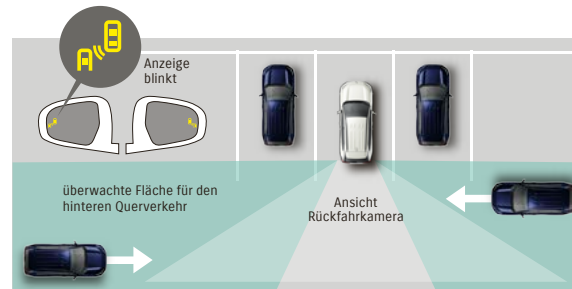 Anzeige
blinkt
überwachte Fläche für den
hinteren Querverkehr
Ansicht
Rückfahrkamera